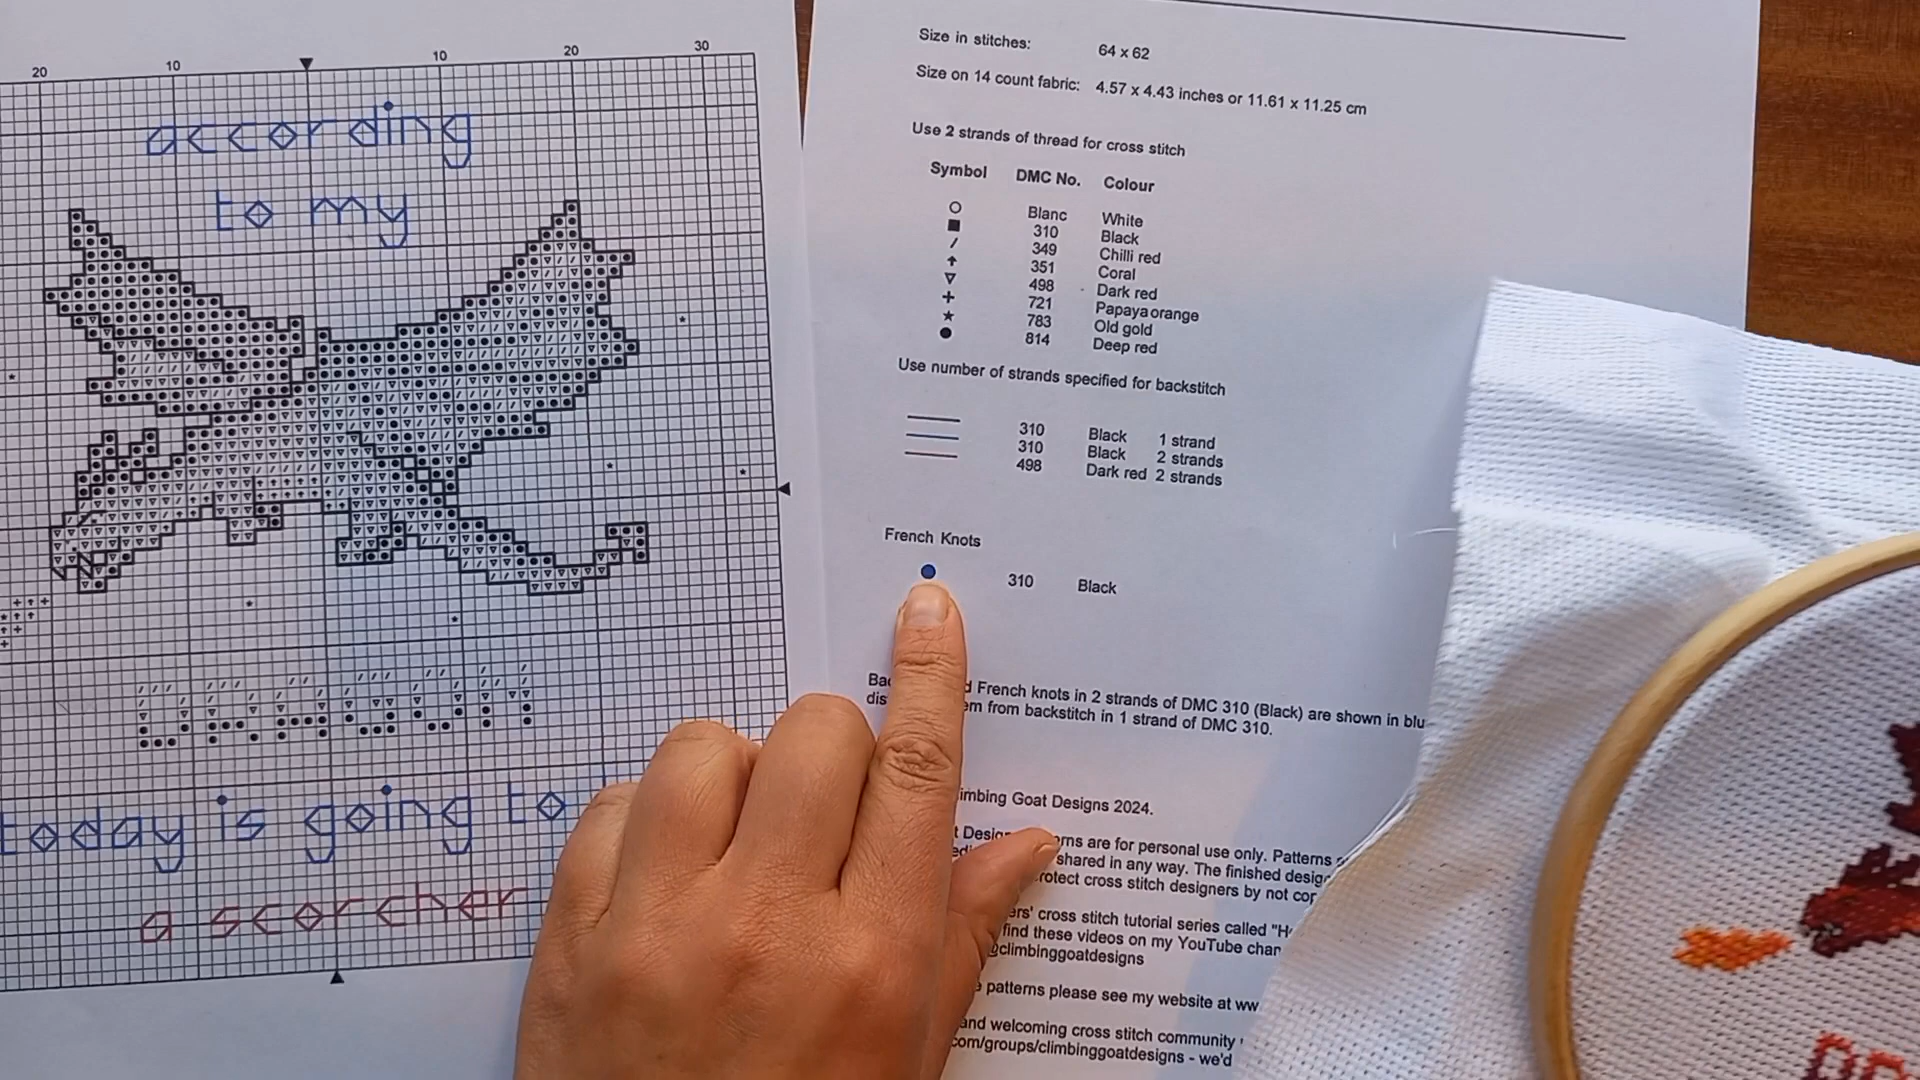 20 10 10 20 30
according
to my
DRAGON
today is going to
a scorcher
Size in stitches: 64 x 62
Size on 14 count fabric: 4.57 x 4.43 inches or 11.61 x 11.25 cm
Use 2 strands of thread for cross stitch
Symbol DMC No. Colour
Blanc White
310 Black
349 Chilli red
351 Coral
498 Dark red
721 Papaya orange
783 Old gold
814 Deep red
Use number of strands specified for backstitch
310 Black 1 strand
310 Black 2 strands
498 Dark red 2 strands
French Knots
310 Black
French knots in 2 strands of DMC 310 (Black) are shown in
from backstitch in 1 strand of DMC 310.
Goat Designs 2024.
are for personal use only. Patterns
shared in any way. The finished
cross stitch designers by not
cross stitch tutorial series called
find these videos on my YouTube
@climbinggoatdesigns
patterns please see my website at
and welcoming cross stitch community
com/groups/climbinggoatdesigns - we'd